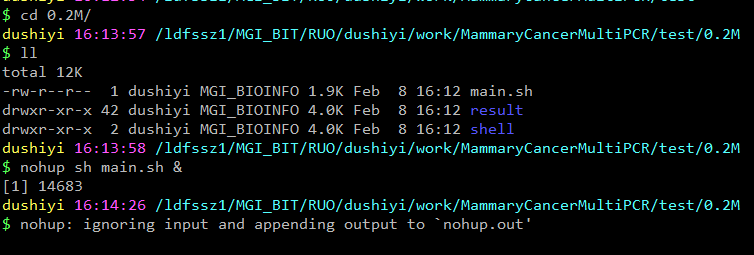 $ cd 0.2M/
dushiyi 16:13:57 /ldfssz1/MGI_BIT/RUO/dushiyi/work/MammaryCancerMultiPCR/test/0.2M
$ ll
total 12K
-rw-r--r-- 1 dushiyi MGI_BIOINFO 1.9K Feb 8 16:12 main.sh
drwxr-xr-x 42 dushiyi MGI_BIOINFO 4.0K Feb 8 16:12 result
drwxr-xr-x 2 dushiyi MGI_BIOINFO 4.0K Feb 8 16:12 shell
dushiyi 16:13:58 /ldfssz1/MGI_BIT/RUO/dushiyi/work/MammaryCancerMultiPCR/test/0.2M
$ nohup sh main.sh &
[1] 14683
dushiyi 16:14:26 /ldfssz1/MGI_BIT/RUO/dushiyi/work/MammaryCancerMultiPCR/test/0.2M
$ nohup: ignoring input and appending output to `nohup.out'